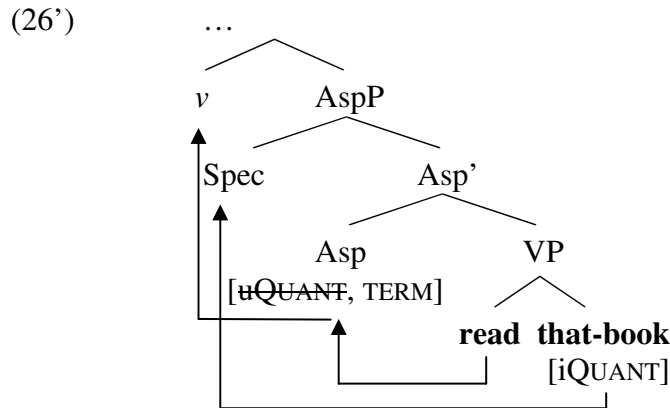 (26’) …
v AspP
Spec Asp’
Asp VP
[uQUANT, TERM]
read that-book
[iQUANT]